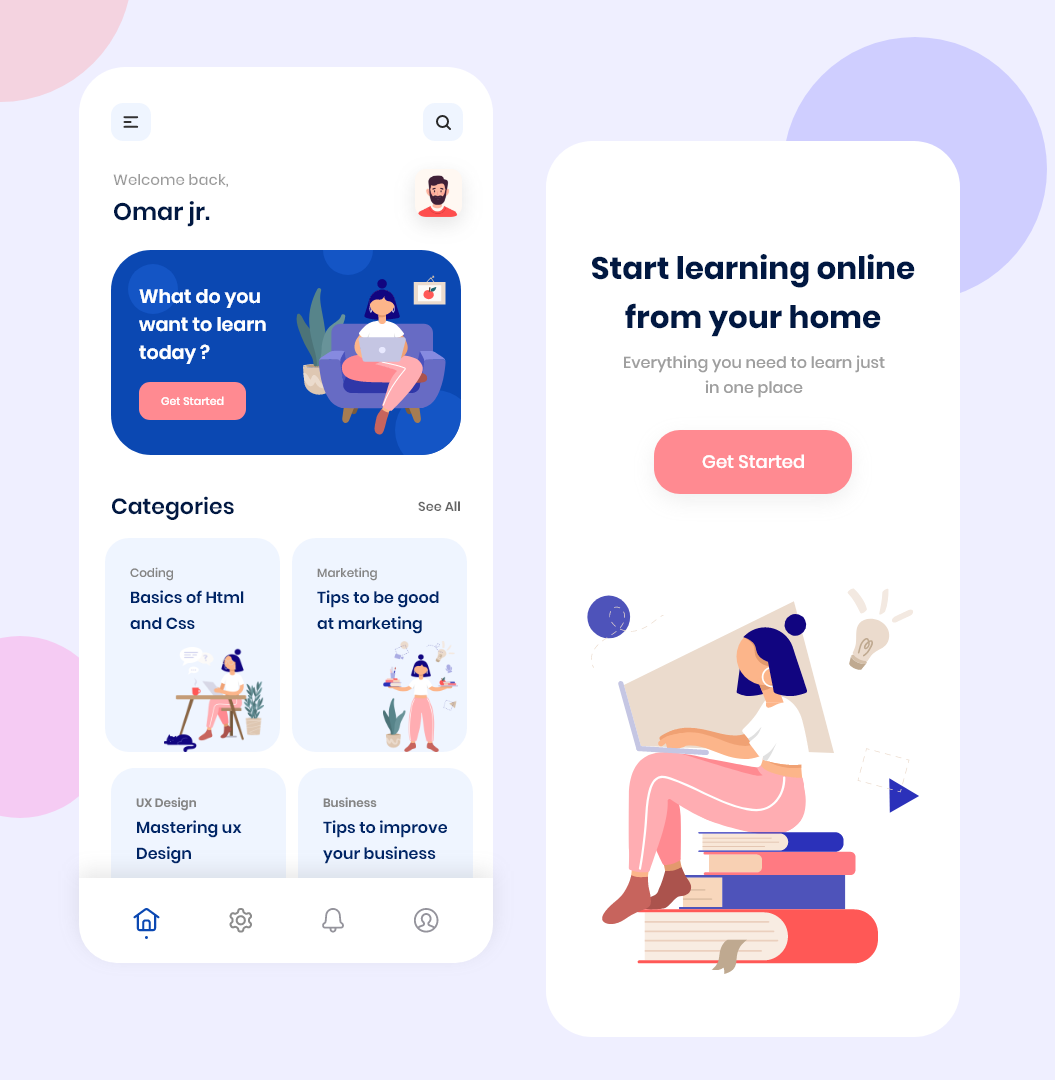 Welcome back,
Omar jr.
What do you
want to learn
today ?
Get Started
Categories
See All
Coding
Basics of Html
and Css
Marketing
Tips to be good
at marketing
UX Design
Mastering ux
Design
Business
Tips to improve
your business
Start learning online
from your home
Everything you need to learn just
in one place
Get Started